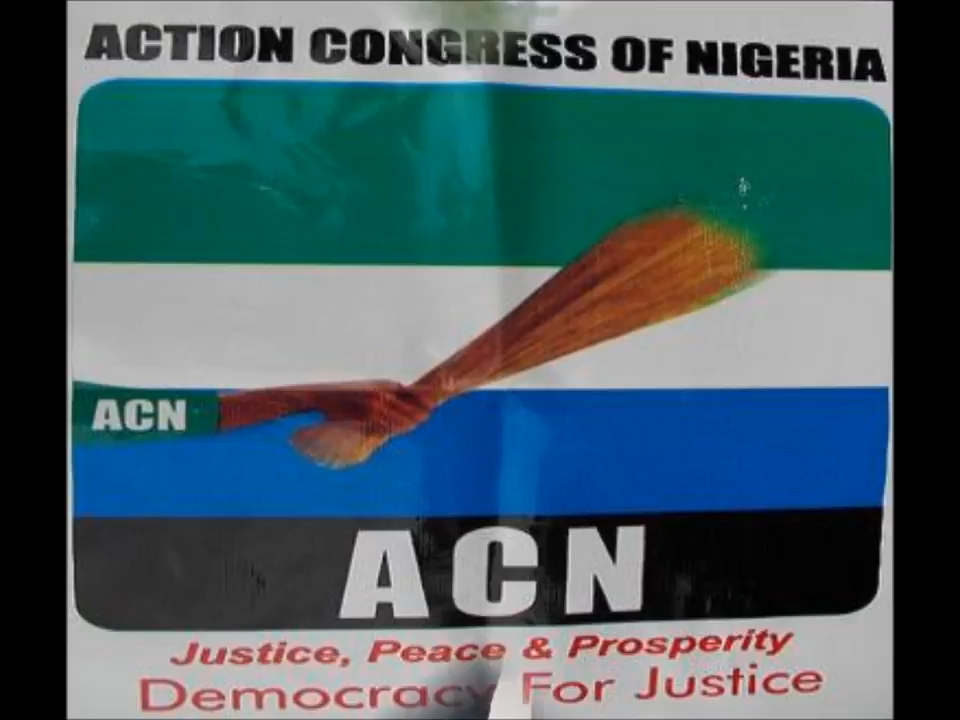 ACTION CONGRESS OF NIGERIA
ACN
ACN
Justice, Peace & Prosperity
Democracy For Justice